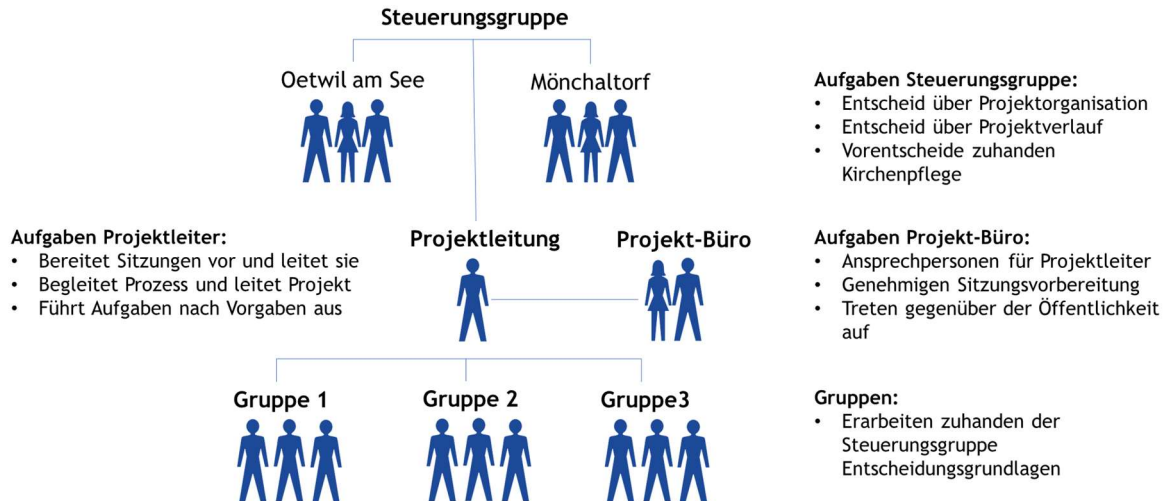 Steuerungsgruppe
Oetwil am See
Mönchaltorf
Aufgaben Steuerungsgruppe:
• Entscheid über Projektorganisation
• Entscheid über Projektverlauf
• Vorentscheide zuhanden
Kirchenpflege
Aufgaben Projektleiter:
• Bereitet Sitzungen vor und leitet sie
• Begleitet Prozess und leitet Projekt
• Führt Aufgaben nach Vorgaben aus
Projektleitung
Projekt-Büro
Aufgaben Projekt-Büro:
• Ansprechpersonen für Projektleiter
• Genehmigen Sitzungsvorbereitung
• Treten gegenüber der Öffentlichkeit
auf
Gruppe 1
Gruppe 2
Gruppe3
Gruppen:
• Erarbeiten zuhanden der
Steuerungsgruppe
Entscheidungsgrundlagen